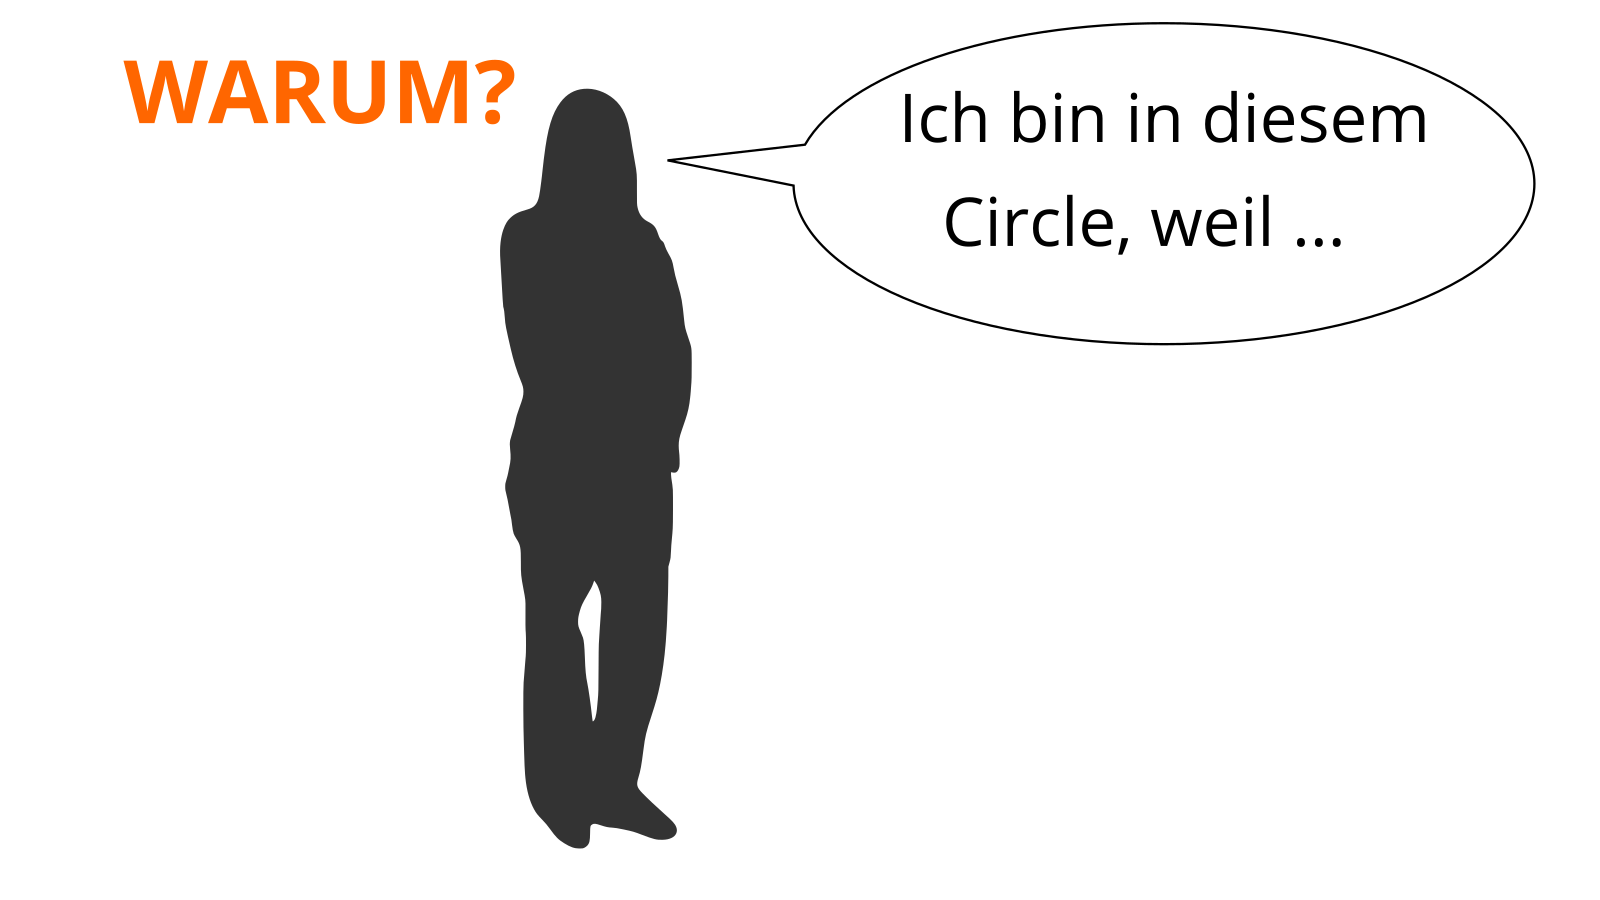 WARUM?
Ich bin in diesem
Circle, weil ...